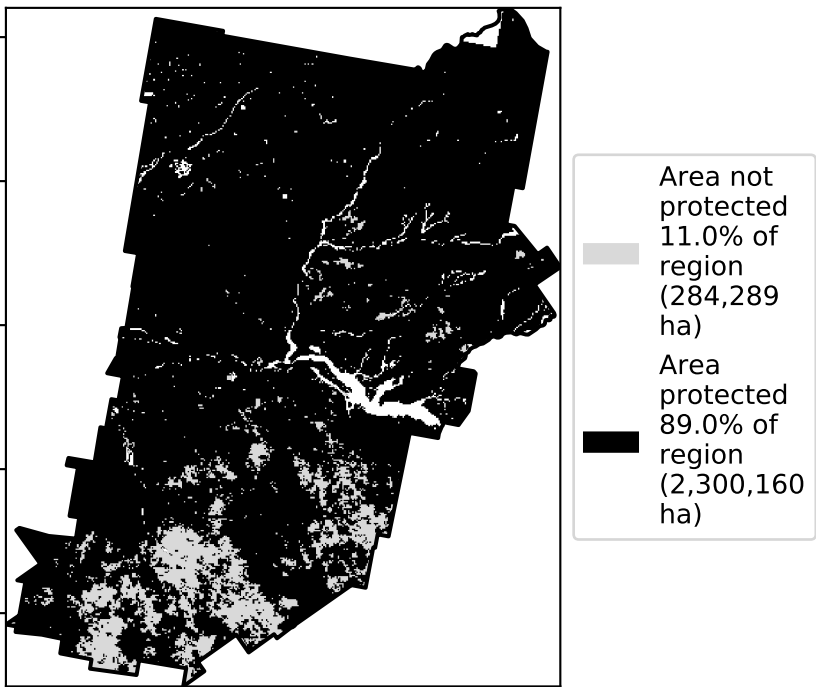 Area not
protected
11.0% of
region
(284,289
ha)
Area
protected
89.0% of
region
(2,300,160
ha)